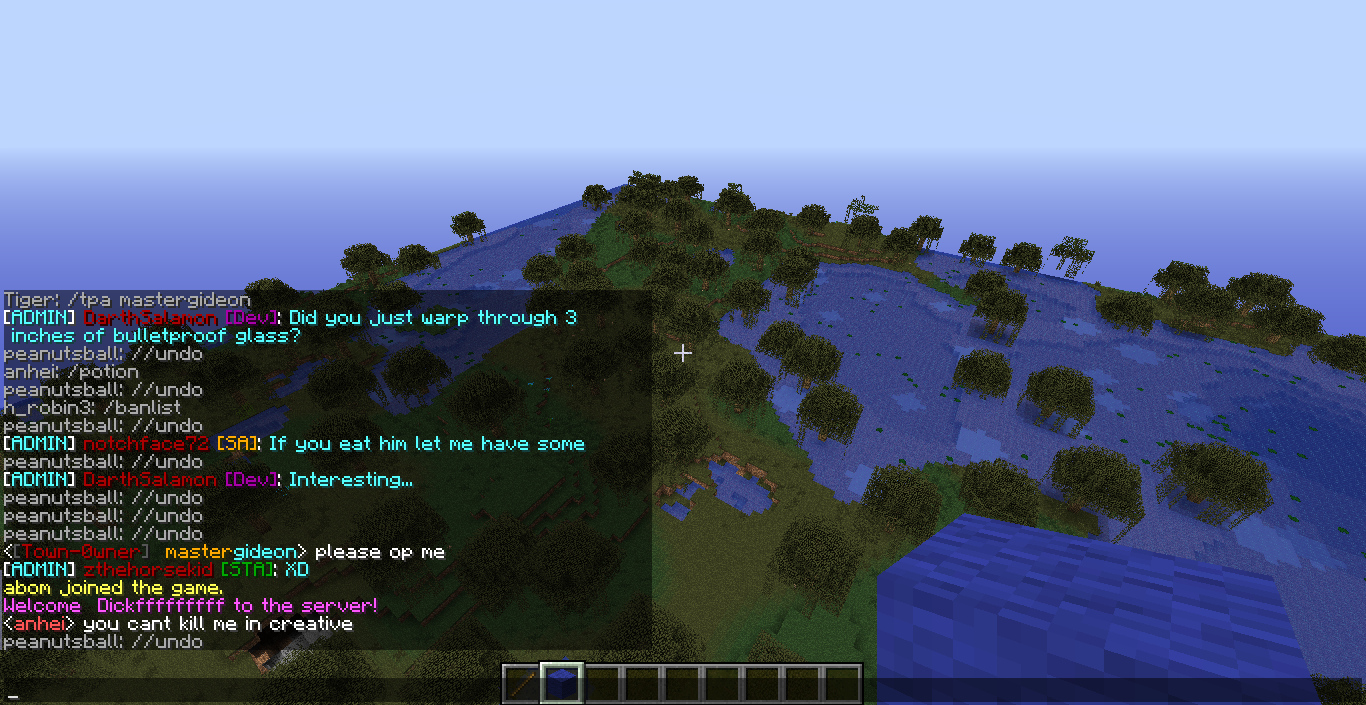 Tiger: /tpa mastergideon
[ADMIN] DarthSalamon [Dev]: Did you just warp through 3
inches of bulletproof glass?
peanutsball: //undo
anhei: /potion
peanutsball: //undo
h_robin3: /banlist
peanutsball: //undo
[ADMIN] notchface72 [SA]: If you eat him let me have some
peanutsball: //undo
[ADMIN] DarthSalamon [Dev]: Interesting...
peanutsball: //undo
peanutsball: //undo
peanutsball: //undo
<[Town-Owner] mastergideon> please op me
[ADMIN] zthehorsekid [STA]: XD
abom joined the game.
Welcome Dickfffffffff to the server!
<anhei> you cant kill me in creative
peanutsball: //undo
_